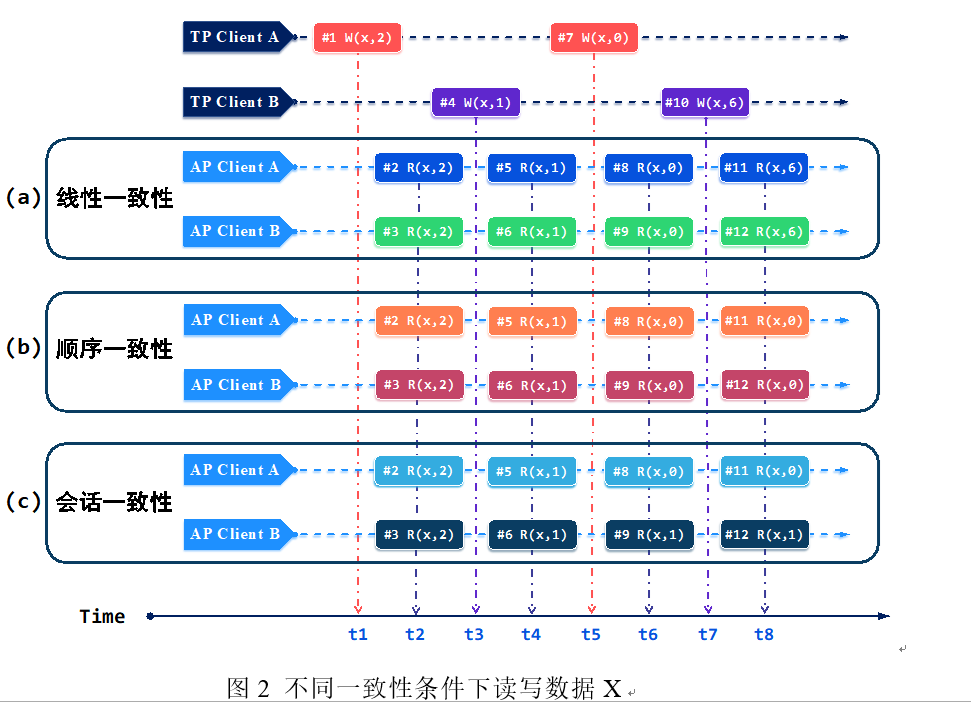 TP Client A #1 W(x,2) #7 W(x,0)
TP Client B #4 W(x,1) #10 W(x,6)
AP Client A #2 R(x,2) #5 R(x,1) #8 R(x,0) #11 R(x,6)
(a) 线性一致性
AP Client B #3 R(x,2) #6 R(x,1) #9 R(x,0) #12 R(x,6)
AP Client A #2 R(x,2) #5 R(x,1) #8 R(x,0) #11 R(x,0)
(b) 顺序一致性
AP Client B #3 R(x,2) #6 R(x,1) #9 R(x,0) #12 R(x,0)
AP Client A #2 R(x,2) #5 R(x,1) #8 R(x,0) #11 R(x,0)
(c) 会话一致性
AP Client B #3 R(x,2) #6 R(x,1) #9 R(x,1) #12 R(x,1)
Time
t1 t2 t3 t4 t5 t6 t7 t8
图 2 不同一致性条件下读写数据 X